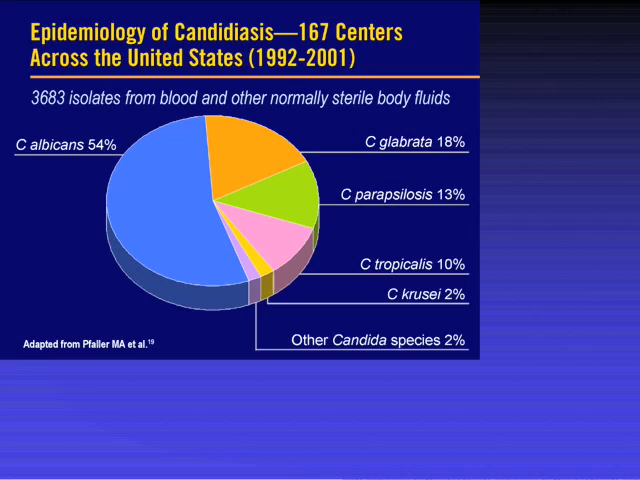 Epidemiology of Candidiasis—167 Centers
Across the United States (1992-2001)
3683 isolates from blood and other normally sterile body fluids
C albicans 54%
C glabrata 18%
C parapsilosis 13%
C tropicalis 10%
C krusei 2%
Other Candida species 2%
Adapted from Pfaller MA et al.19